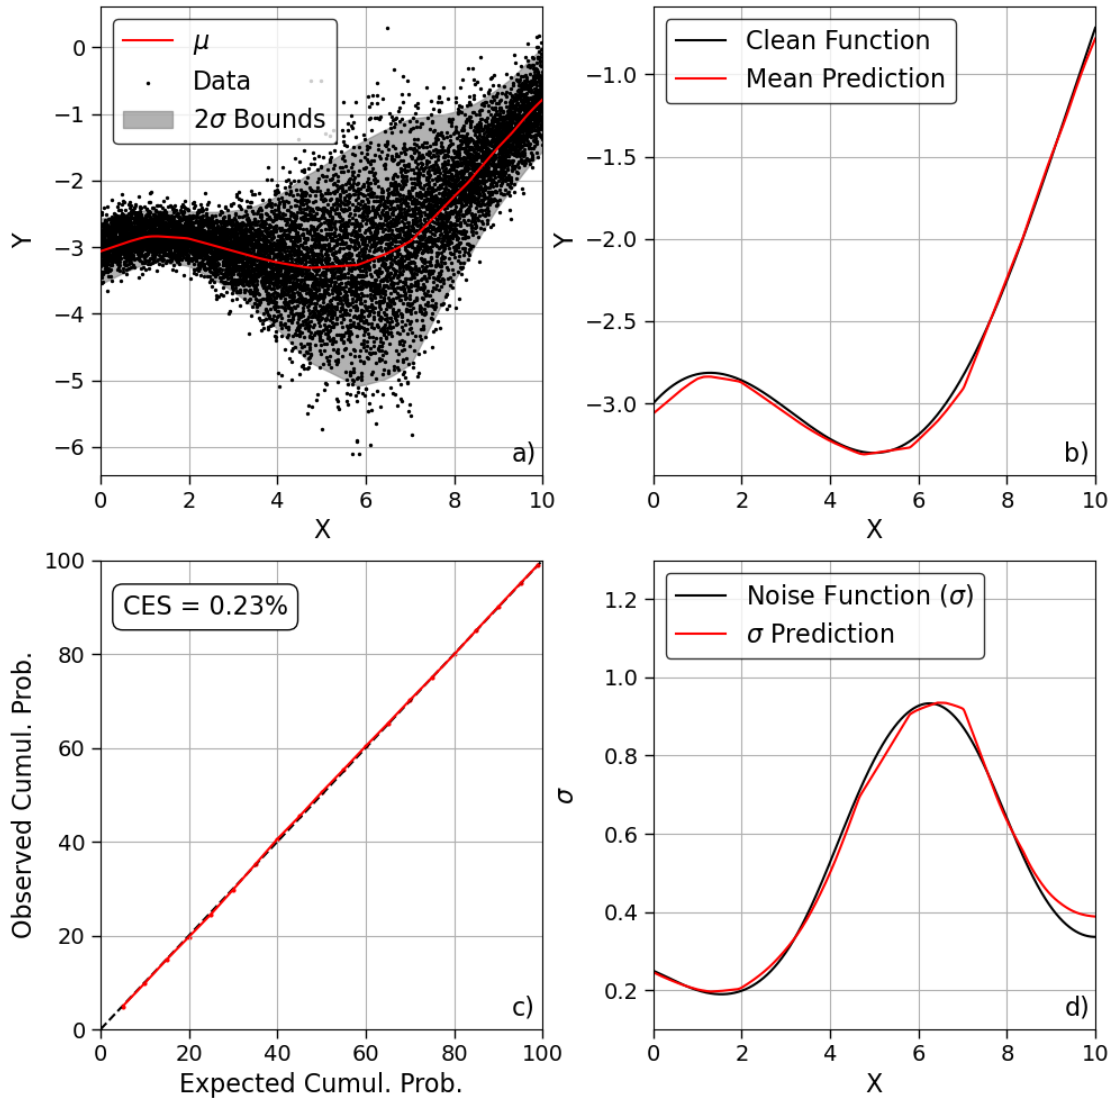 μ
Data
2σ Bounds
0
−1
−2
−3
−4
−5
−6
Y
0 2 4 6 8 10
X
a)
Clean Function
Mean Prediction
−1.0
−1.5
−2.0
−2.5
−3.0
Y
0 2 4 6 8 10
X
b)
CES = 0.23%
100
80
60
40
20
0
Observed Cumul. Prob.
0 20 40 60 80 100
Expected Cumul. Prob.
c)
Noise Function (σ)
σ Prediction
1.2
1.0
0.8
0.6
0.4
0.2
σ
0 2 4 6 8 10
X
d)